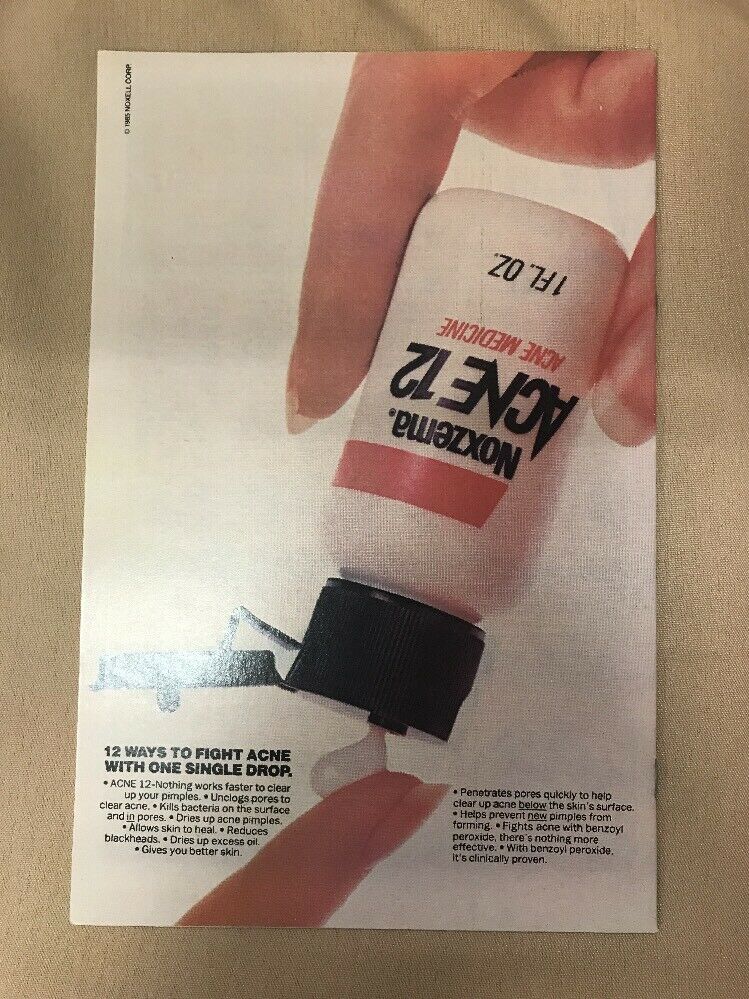 © 1985 NOXELL CORP.
1 FL. OZ.
ACNE MEDICINE
ACNE 12
Noxzema®
12 WAYS TO FIGHT ACNE
WITH ONE SINGLE DROP.
• ACNE 12-Nothing works faster to clear
up your pimples. • Unclogs pores to
clear acne. • Kills bacteria on the surface
and in pores. • Dries up acne pimples.
• Allows skin to heal. • Reduces
blackheads. • Dries up excess oil.
• Gives you better skin.
• Penetrates pores quickly to help
clear up acne below the skin's surface.
• Helps prevent new pimples from
forming. • Fights acne with benzoyl
peroxide, there's nothing more
effective. • With benzoyl peroxide.
It's clinically proven.